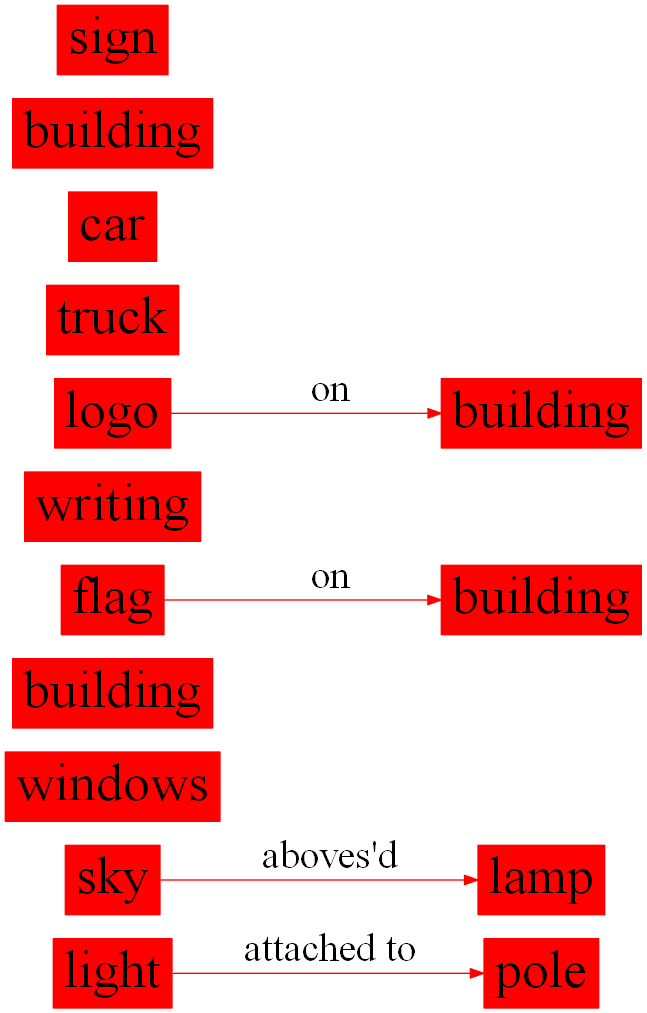 sign
building
car
truck
logo on building
writing
flag on building
building
windows
sky aboves'd lamp
light attached to pole